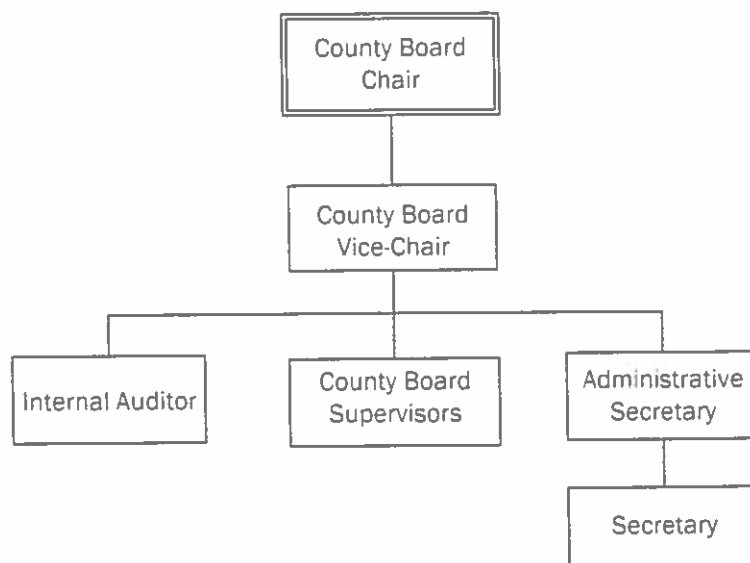 County Board
Chair
County Board
Vice-Chair
Internal Auditor
County Board
Supervisors
Administrative
Secretary
Secretary